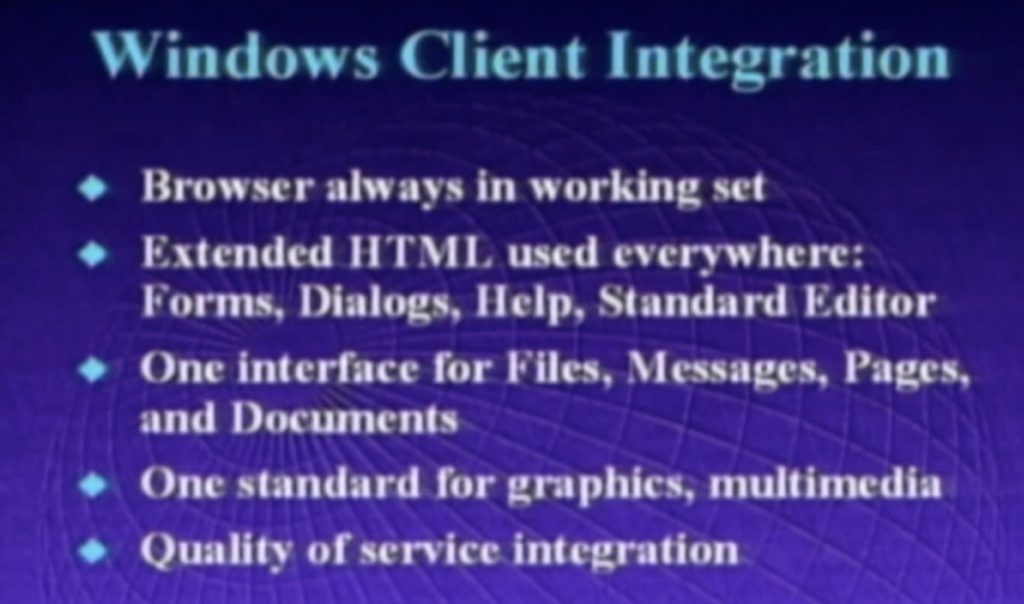 Windows Client Integration
Browser always in working set
Extended HTML used everywhere:
Forms, Dialogs, Help, Standard Editor
One interface for Files, Messages, Pages,
and Documents
One standard for graphics, multimedia
Quality of service integration